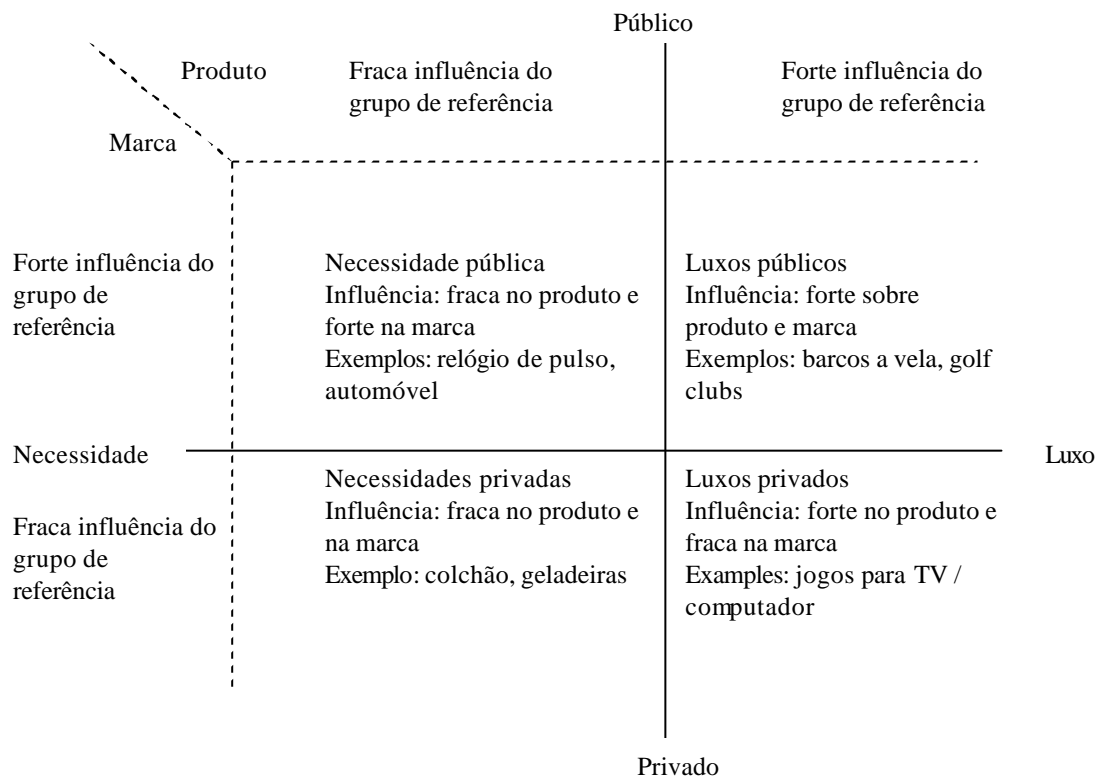 Público
Produto
Fraca influência do
grupo de referência
Forte influência do
grupo de referência
Marca
Forte influência do
grupo de
referência
Necessidade pública
Influência: fraca no produto e
forte na marca
Exemplos: relógio de pulso,
automóvel
Luxos públicos
Influência: forte sobre
produto e marca
Exemplos: barcos a vela, golf
clubs
Necessidade
Luxo
Fraca influência do
grupo de
referência
Necessidades privadas
Influência: fraca no produto e
na marca
Exemplo: colchão, geladeiras
Luxos privados
Influência: forte no produto e
fraca na marca
Examples: jogos para TV /
computador
Privado